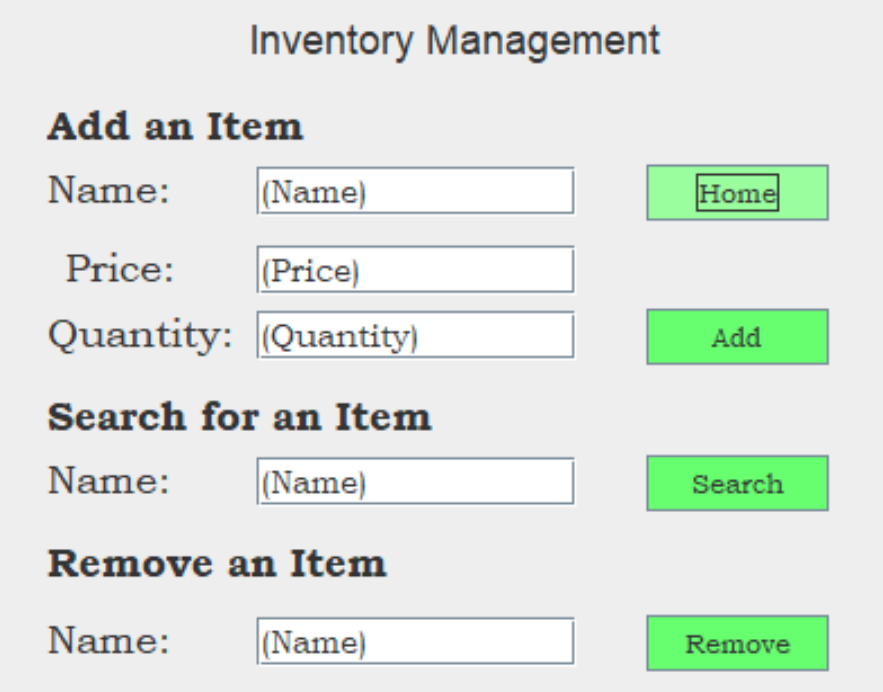 Inventory Management
Add an Item
Name: (Name) Home
Price: (Price)
Quantity: (Quantity) Add
Search for an Item
Name: (Name) Search
Remove an Item
Name: (Name) Remove